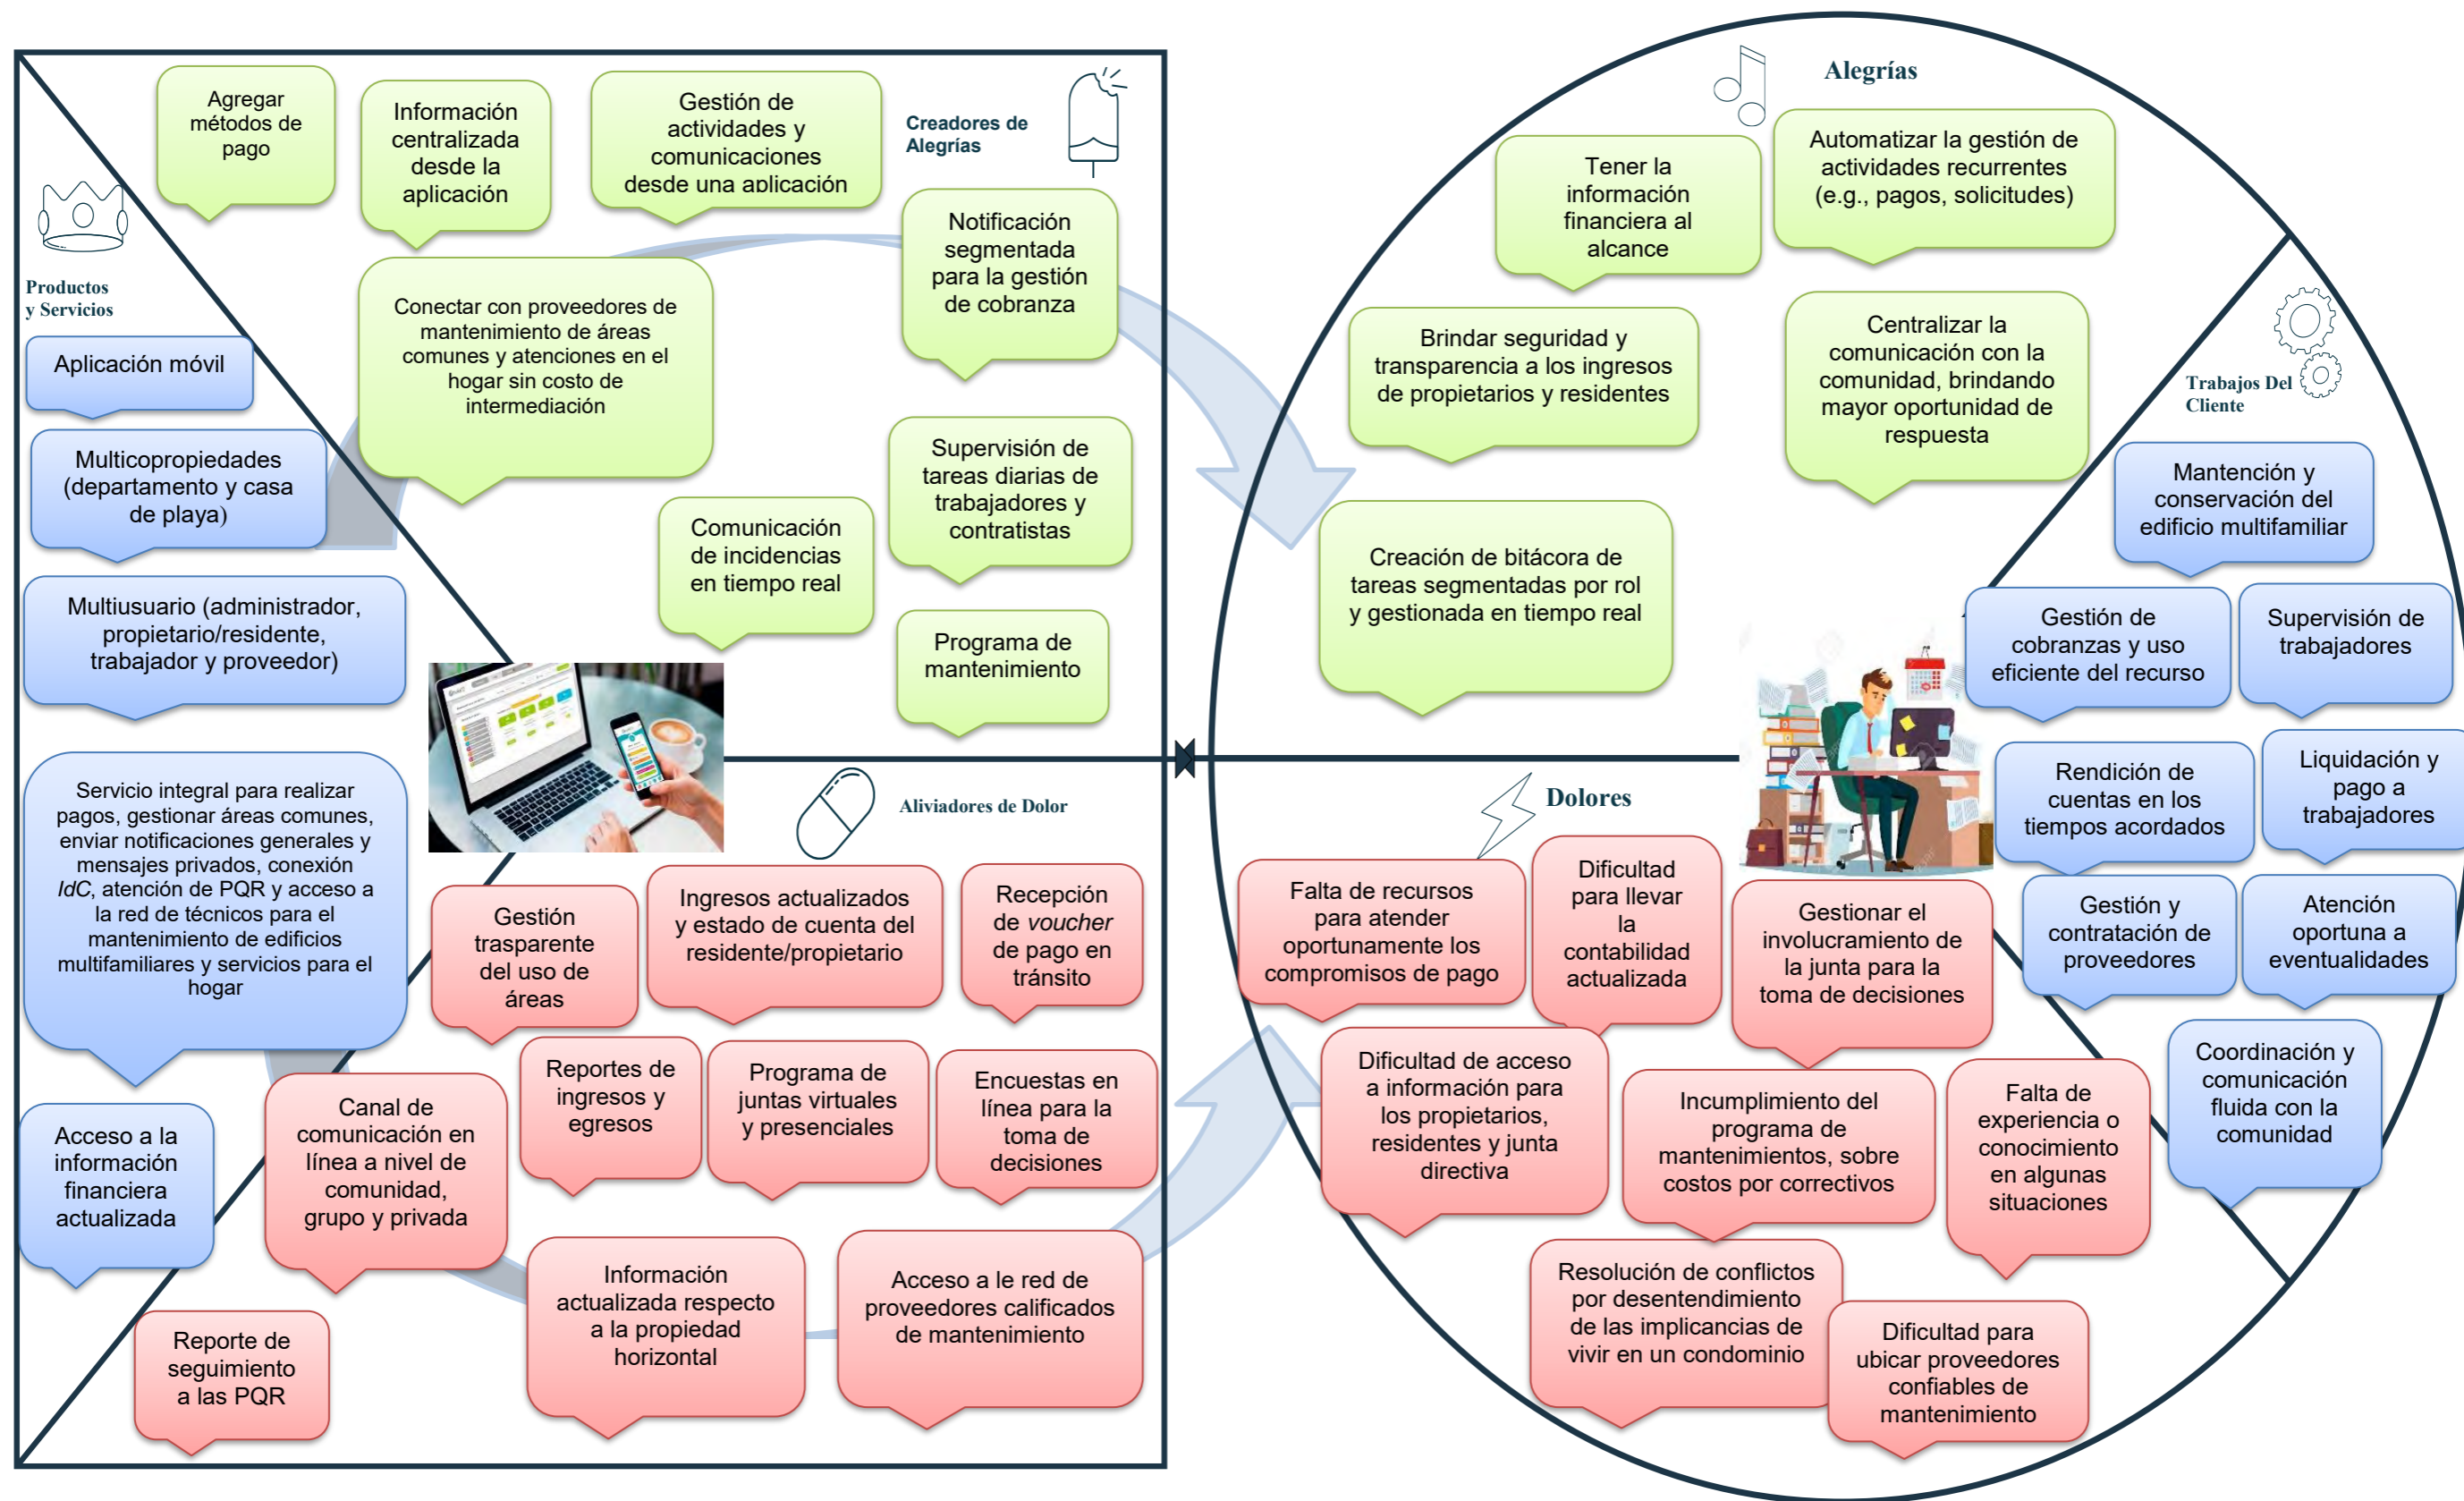 Agregar
métodos de
pago
Información
centralizada
desde la
aplicación
Gestión de
actividades y
comunicaciones
desde una aplicación
Creadores de
Alegrías
Notificación
segmentada
para la gestión
de cobranza
Conectar con proveedores de
mantenimiento de áreas
comunes y atenciones en el
hogar sin costo de
intermediación
Supervisión de
tareas diarias de
trabajadores y
contratistas
Comunicación
de incidencias
en tiempo real
Programa de
mantenimiento
Productos
y Servicios
Aplicación móvil
Multicopropiedades
(departamento y casa
de playa)
Multiusuario (administrador,
propietario/residente,
trabajador y proveedor)
Servicio integral para realizar
pagos, gestionar áreas comunes,
enviar notificaciones generales y
mensajes privados, conexión
IdC, atención de PQR y acceso a
la red de técnicos para el
mantenimiento de edificios
multifamiliares y servicios para el
hogar
Acceso a la
información
financiera
actualizada
Aliviadores de Dolor
Gestión
trasparente
del uso de
áreas
Ingresos actualizados
y estado de cuenta del
residente/propietario
Recepción
de voucher
de pago en
tránsito
Reportes de
ingresos y
egresos
Programa de
juntas virtuales
y presenciales
Encuestas en
línea para la
toma de
decisiones
Canal de
comunicación en
línea a nivel de
comunidad,
grupo y privada
Información
actualizada respecto
a la propiedad
horizontal
Acceso a le red de
proveedores calificados
de mantenimiento
Reporte de
seguimiento
a las PQR
Alegrías
Tener la
información
financiera al
alcance
Automatizar la gestión de
actividades recurrentes
(e.g., pagos, solicitudes)
Brindar seguridad y
transparencia a los ingresos
de propietarios y residentes
Centralizar la
comunicación con la
comunidad, brindando
mayor oportunidad de
respuesta
Creación de bitácora de
tareas segmentadas por rol
y gestionada en tiempo real
Trabajos Del
Cliente
Mantención y
conservación del
edificio multifamiliar
Gestión de
cobranzas y uso
eficiente del recurso
Supervisión de
trabajadores
Rendición de
cuentas en los
tiempos acordados
Liquidación y
pago a
trabajadores
Gestión y
contratación de
proveedores
Atención
oportuna a
eventualidades
Coordinación y
comunicación
fluida con la
comunidad
Dolores
Falta de recursos
para atender
oportunamente los
compromisos de pago
Dificultad
para llevar
la
contabilidad
actualizada
Gestionar el
involucramiento de
la junta para la
toma de decisiones
Dificultad de acceso
a información para
los propietarios,
residentes y junta
directiva
Incumplimiento del
programa de
mantenimientos, sobre
costos por correctivos
Falta de
experiencia o
conocimiento
en algunas
situaciones
Resolución de conflictos
por desentendimiento
de las implicancias de
vivir en un condominio
Dificultad para
ubicar proveedores
confiables de
mantenimiento